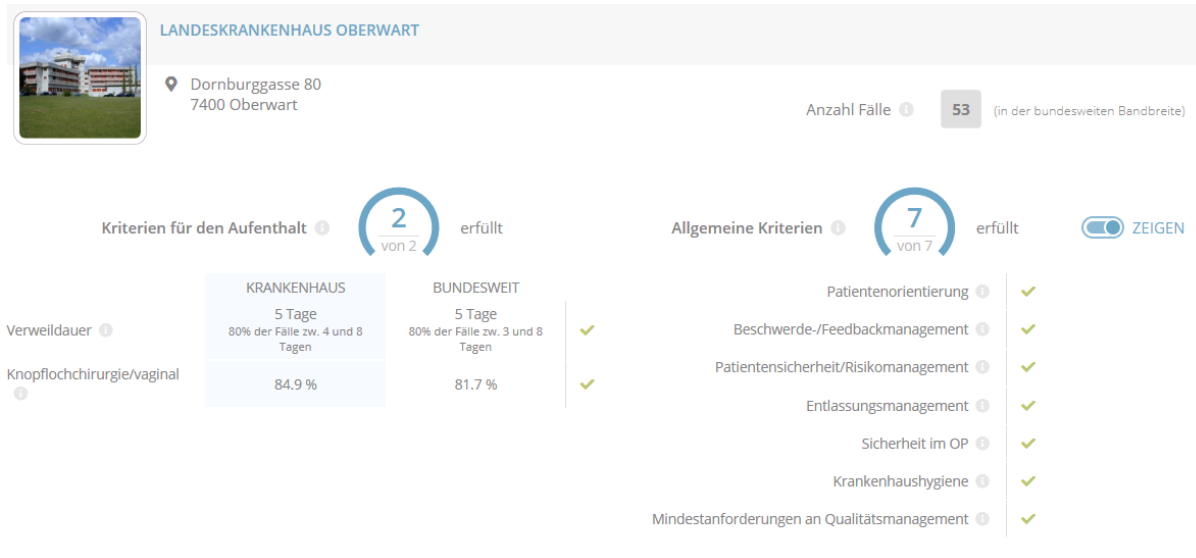 LANDESKRANKENHAUS OBERWART
Dornburggasse 80
7400 Oberwart
Anzahl Fälle 53 (in der bundesweiten Bandbreite)
Kriterien für den Aufenthalt 2 von 2 erfüllt
Allgemeine Kriterien 7 von 7 erfüllt ZEIGEN
KRANKENHAUS BUNDESWEIT
Verweildauer
5 Tage
80% der Fälle zw. 4 und 8
Tagen
5 Tage
80% der Fälle zw. 3 und 8
Tagen
Knopflochchirurgie/vaginal
84.9 % 81.7 %
Patientenorientierung
Beschwerde-/Feedbackmanagement
Patientensicherheit/Risikomanagement
Entlassungsmanagement
Sicherheit im OP
Krankenhaushygiene
Mindestanforderungen an Qualitätsmanagement